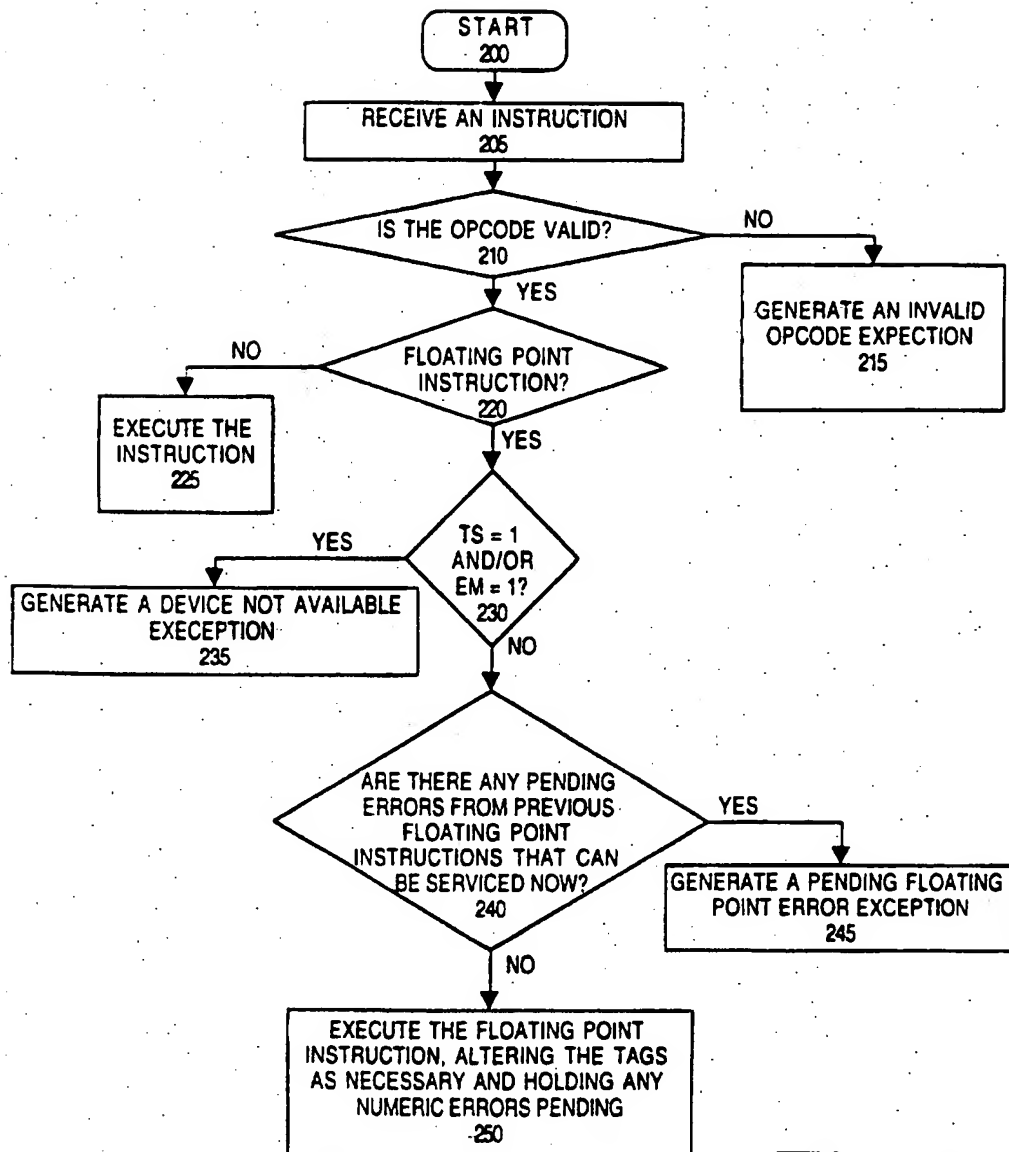 START
200
RECEIVE AN INSTRUCTION
205
IS THE OPCODE VALID?
210
NO
YES
GENERATE AN INVALID
OPCODE EXPECTION
215
NO
FLOATING POINT
INSTRUCTION?
220
EXECUTE THE
INSTRUCTION
225
YES
YES
TS = 1
AND/OR
EM = 1?
230
GENERATE A DEVICE NOT AVAILABLE
EXECEPTION
235
NO
ARE THERE ANY PENDING
ERRORS FROM PREVIOUS
FLOATING POINT
INSTRUCTIONS THAT CAN
BE SERVICED NOW?
240
YES
GENERATE A PENDING FLOATING
POINT ERROR EXCEPTION
245
NO
EXECUTE THE FLOATING POINT
INSTRUCTION, ALTERING THE TAGS
AS NECESSARY AND HOLDING ANY
NUMERIC ERRORS PENDING
250